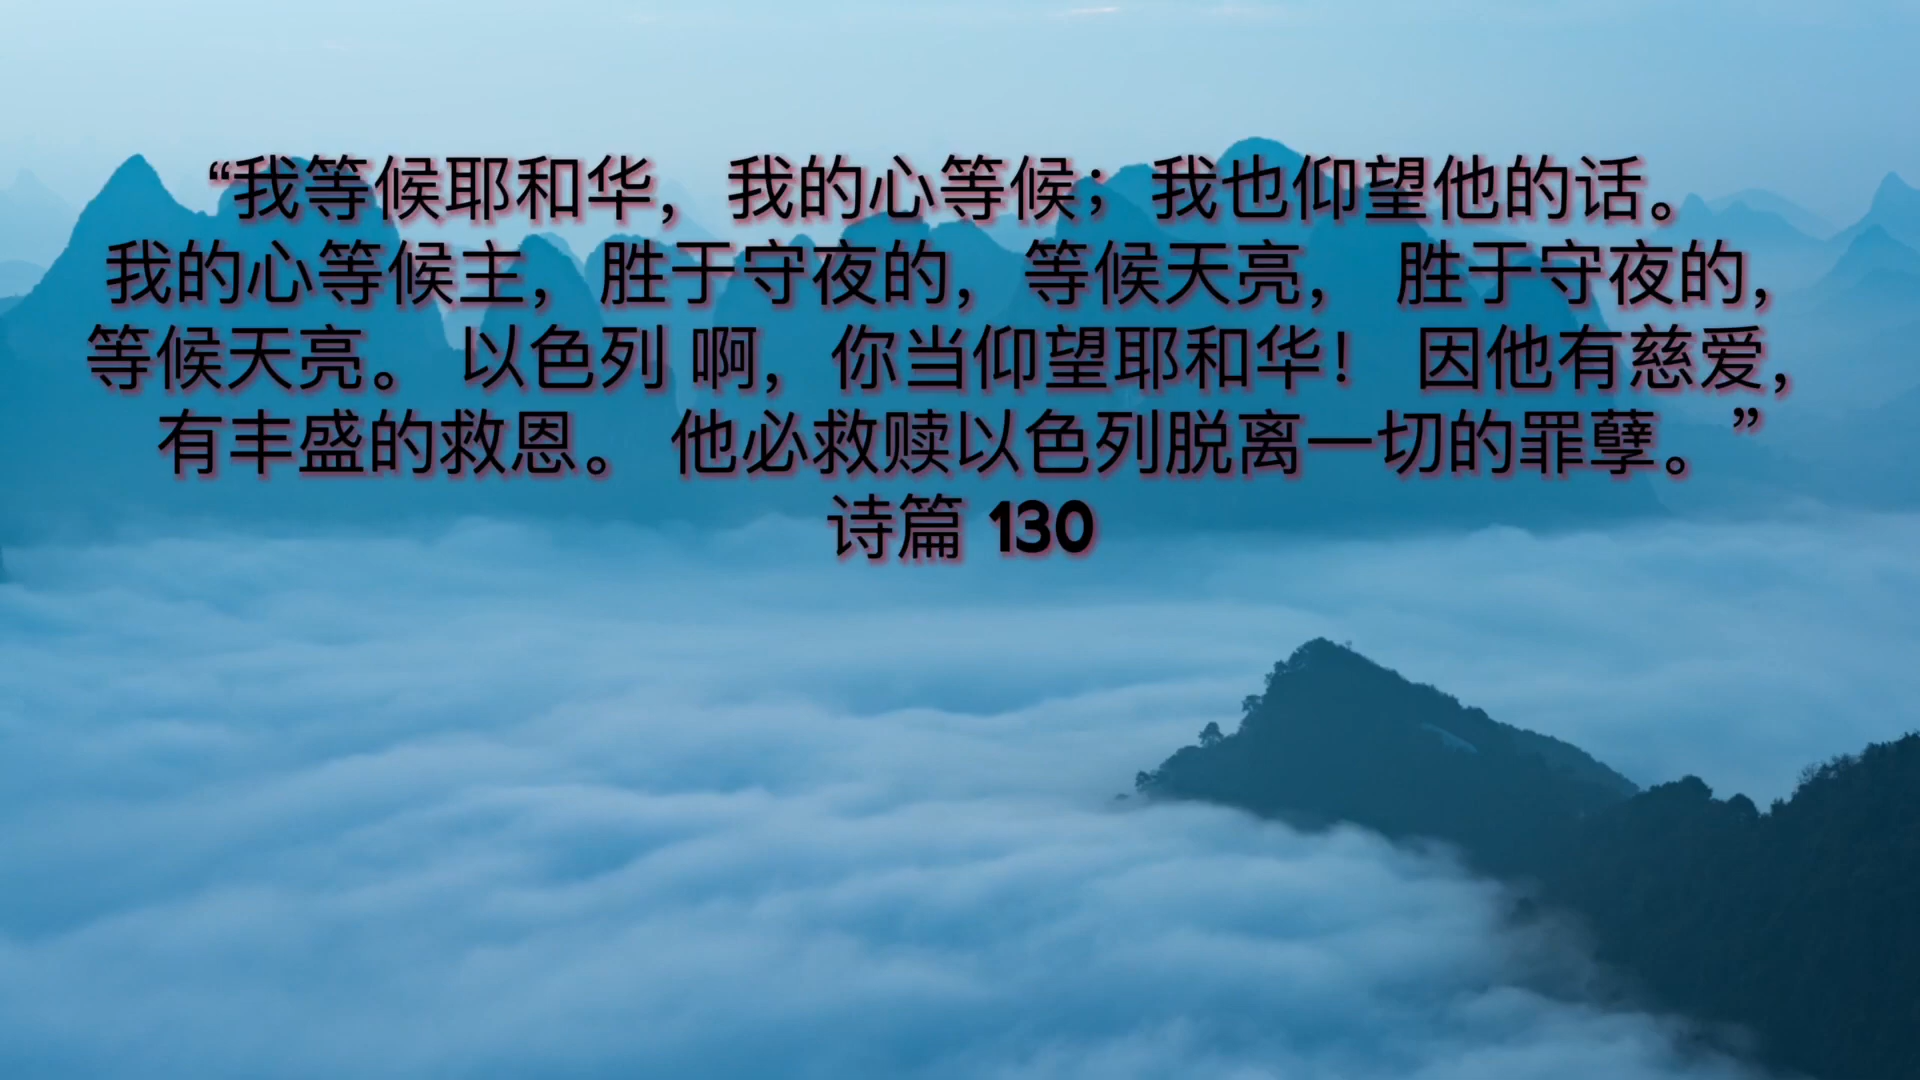 “我等候耶和华，我的心等候；我也仰望他的话。
我的心等候主，胜于守夜的，等候天亮， 胜于守夜的，
等候天亮。 以色列 啊，你当仰望耶和华！ 因他有慈爱，
有丰盛的救恩。 他必救赎以色列脱离一切的罪孽。”
诗篇 130